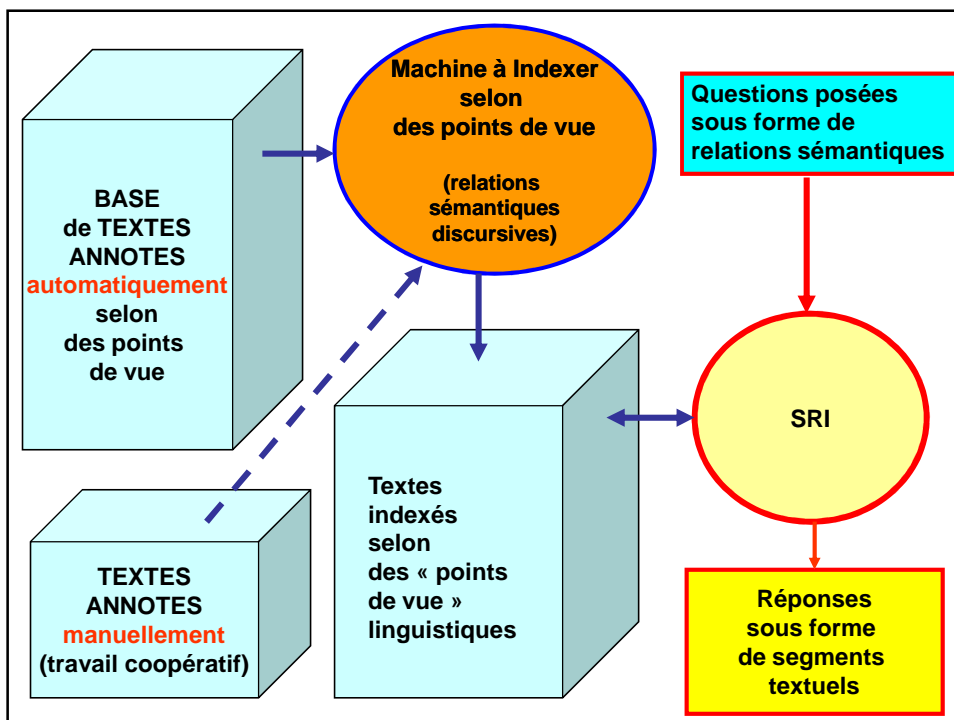 BASE
de TEXTES
ANNOTES
automatiquement
selon
des points
de vue
Machine à Indexer
selon
des points de vue
(relations
sémantiques
discursives)
Questions posées
sous forme de
relations sémantiques
TEXTES
ANNOTES
manuellement
(travail coopératif)
Textes
indexés
selon
des « points
de vue »
linguistiques
SRI
Réponses
sous forme
de segments
textuels